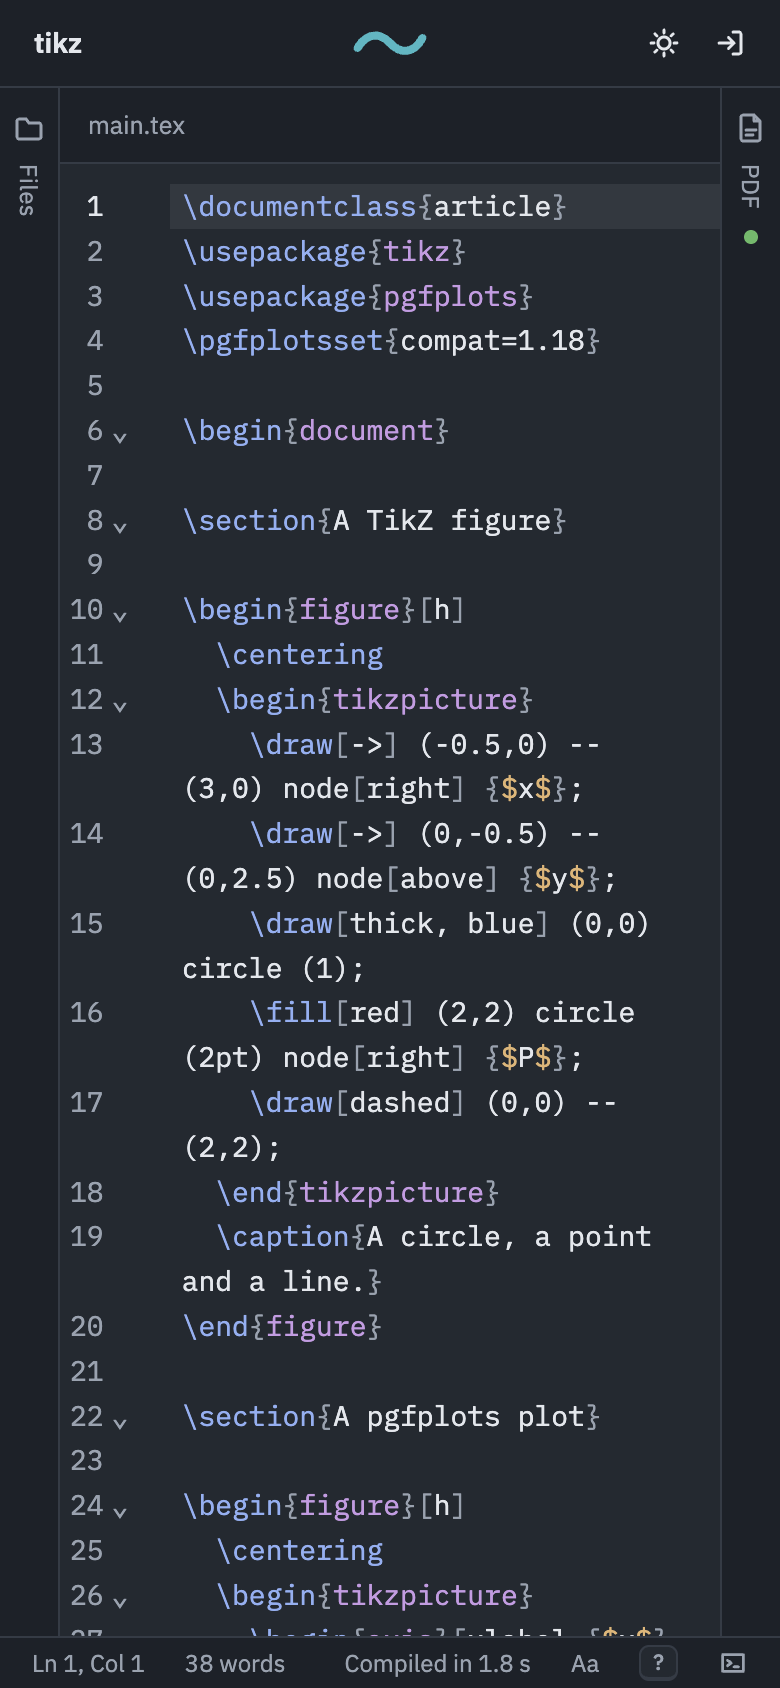 tikz
Files
main.tex
PDF
1 \documentclass{article}
2 \usepackage{tikz}
3 \usepackage{pgfplots}
4 \pgfplotsset{compat=1.18}
5
6 \begin{document}
7
8 \section{A TikZ figure}
9
10 \begin{figure}[h]
11   \centering
12   \begin{tikzpicture}
13     \draw[->] (-0.5,0) --
(3,0) node[right] {$x$};
14     \draw[->] (0,-0.5) --
(0,2.5) node[above] {$y$};
15     \draw[thick, blue] (0,0)
circle (1);
16     \fill[red] (2,2) circle
(2pt) node[right] {$P$};
17     \draw[dashed] (0,0) --
(2,2);
18   \end{tikzpicture}
19   \caption{A circle, a point
and a line.}
20 \end{figure}
21
22 \section{A pgfplots plot}
23
24 \begin{figure}[h]
25   \centering
26   \begin{tikzpicture}
Ln 1, Col 1 38 words Compiled in 1.8 s Aa ?